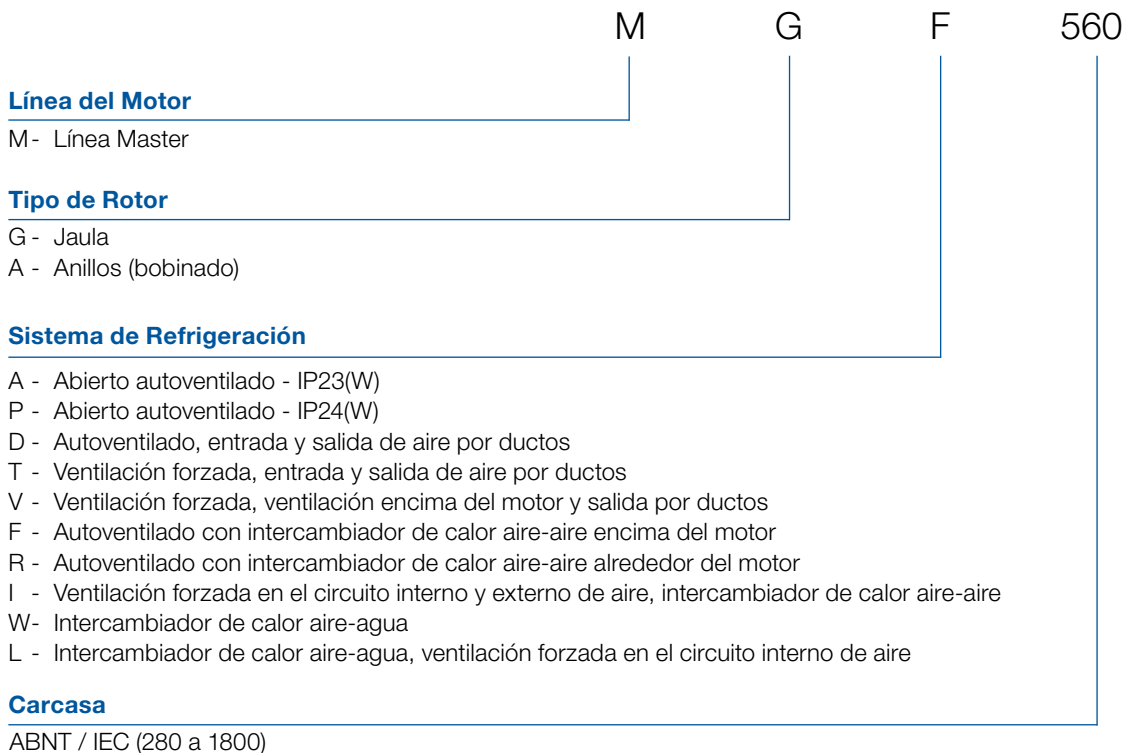 M G F 560
Línea del Motor
M - Línea Master
Tipo de Rotor
G - Jaula
A - Anillos (bobinado)
Sistema de Refrigeración
A - Abierto autoventilado - IP23(W)
P - Abierto autoventilado - IP24(W)
D - Autoventilado, entrada y salida de aire por ductos
T - Ventilación forzada, entrada y salida de aire por ductos
V - Ventilación forzada, ventilación encima del motor y salida por ductos
F - Autoventilado con intercambiador de calor aire-aire encima del motor
R - Autoventilado con intercambiador de calor aire-aire alrededor del motor
I - Ventilación forzada en el circuito interno y externo de aire, intercambiador de calor aire-aire
W- Intercambiador de calor aire-agua
L - Intercambiador de calor aire-agua, ventilación forzada en el circuito interno de aire
Carcasa
ABNT / IEC (280 a 1800)